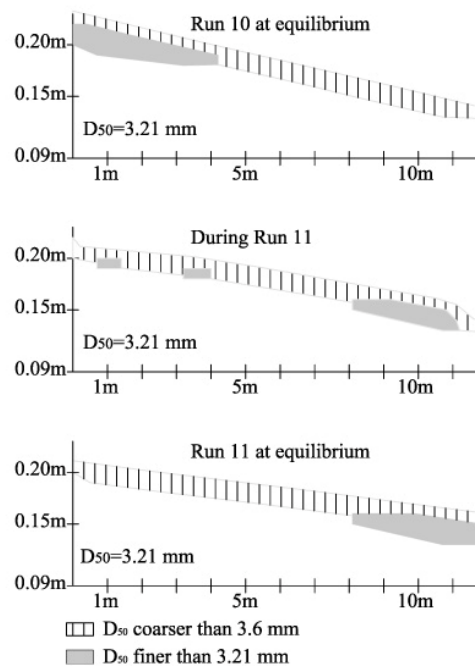 Run 10 at equilibrium
0.20m
0.15m
D50=3.21 mm
0.09m
1m 5m 10m
During Run 11
0.20m
0.15m
D50=3.21 mm
0.09m
1m 5m 10m
Run 11 at equilibrium
0.20m
0.15m
D50=3.21 mm
0.09m
1m 5m 10m
D50 coarser than 3.6 mm
D50 finer than 3.21 mm